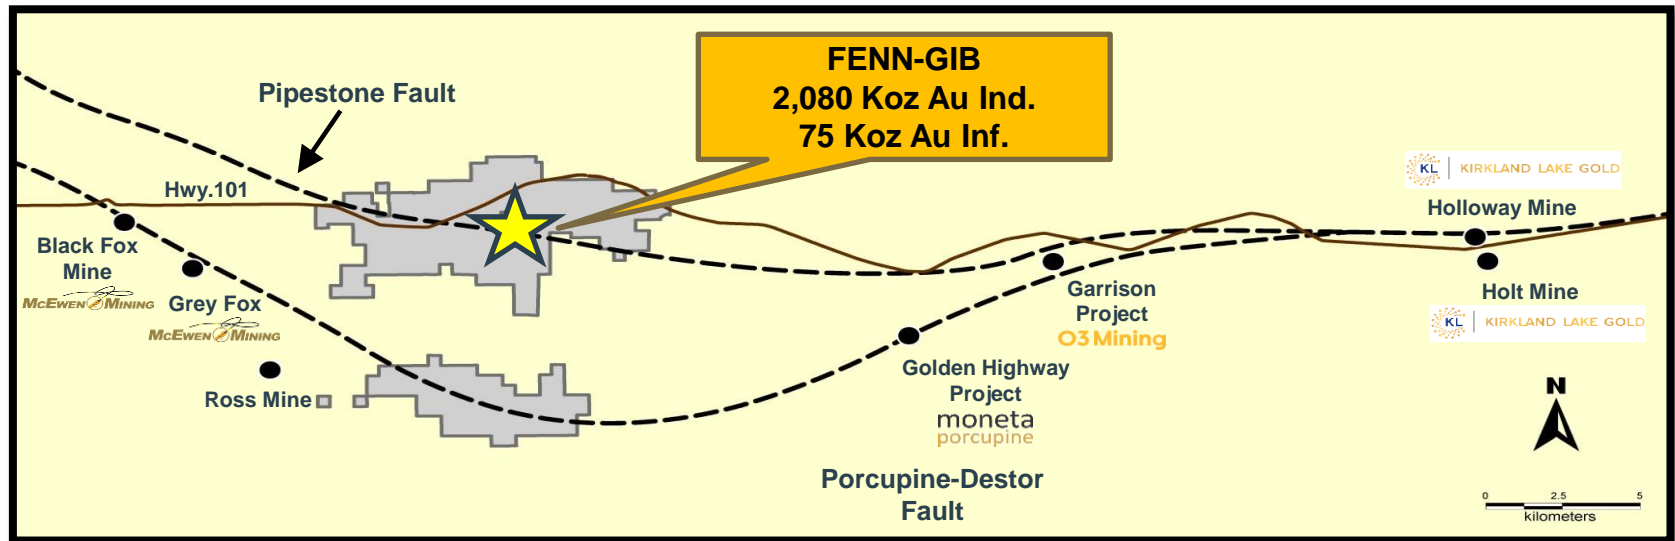 FENN-GIB
2,080 Koz Au Ind.
75 Koz Au Inf.
Pipestone Fault
Hwy.101
Black Fox
Mine
MCEWEN MINING
Grey Fox
MCEWEN MINING
Ross Mine
KL | KIRKLAND LAKE GOLD
Holloway Mine
Holt Mine
KL | KIRKLAND LAKE GOLD
Garrison
Project
O3 Mining
Golden Highway
Project
moneta
porcupine
Porcupine-Destor
Fault
N
0 2.5 5
kilometers